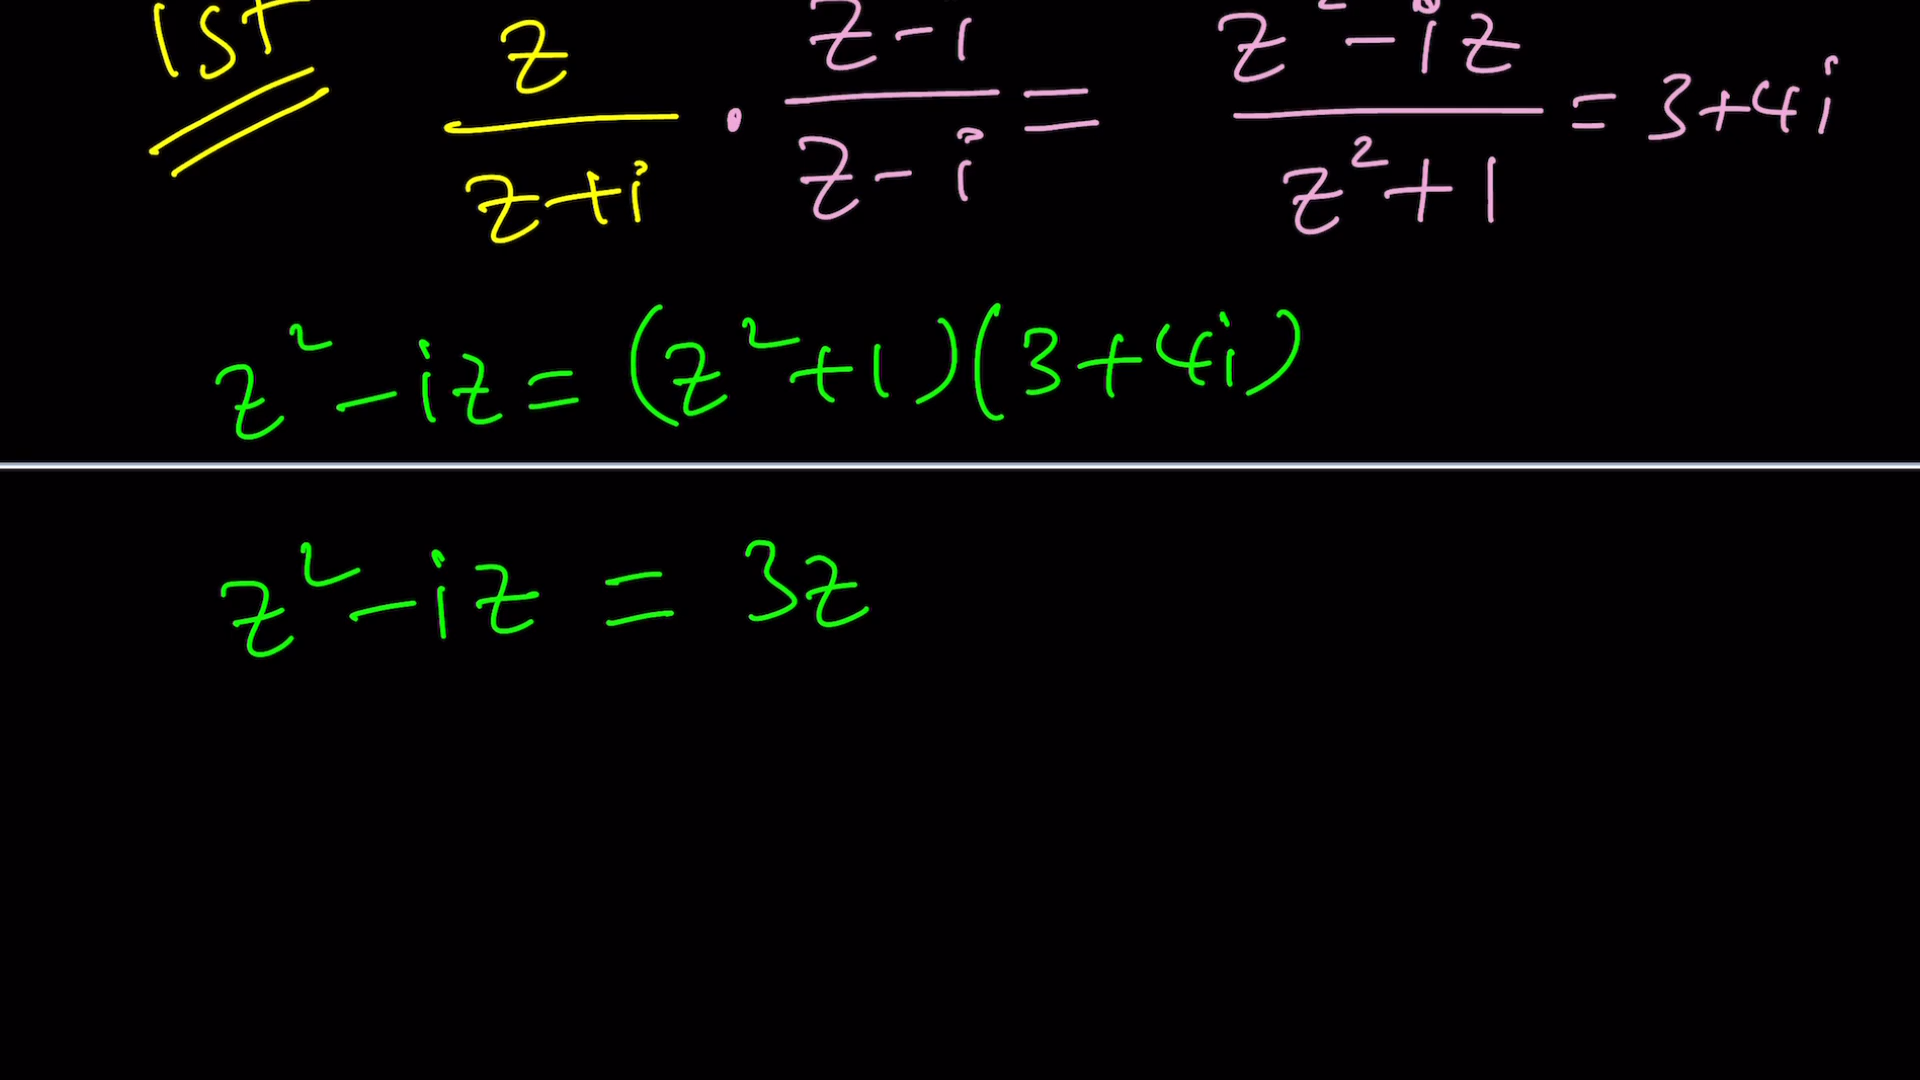 1st z/(z+i) · (z-i)/(z-i) = (z²-iz)/(z²+1) = 3+4i
z²-iz = (z²+1)(3+4i)
z²-iz = 3z